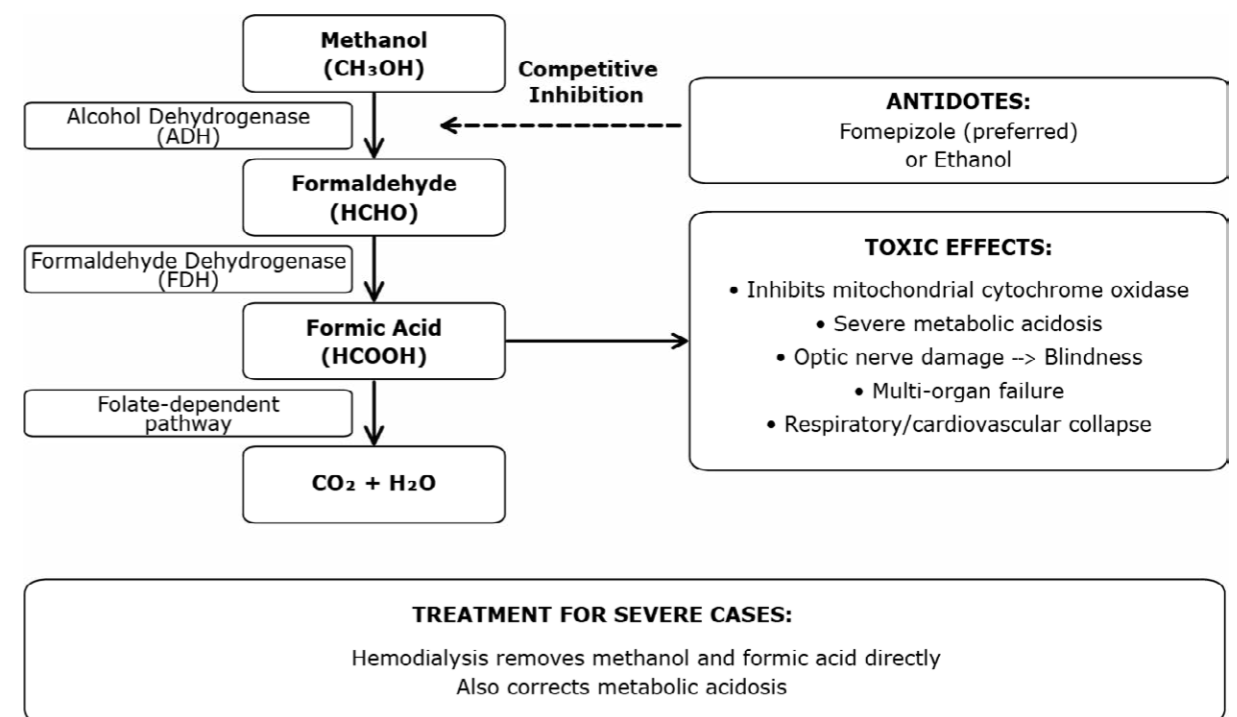 Methanol
(CH₃OH)
Competitive
Inhibition
ANTIDOTES:
Fomepizole (preferred)
or Ethanol
Alcohol Dehydrogenase
(ADH)
Formaldehyde
(HCHO)
Formaldehyde Dehydrogenase
(FDH)
TOXIC EFFECTS:
• Inhibits mitochondrial cytochrome oxidase
• Severe metabolic acidosis
• Optic nerve damage --> Blindness
• Multi-organ failure
• Respiratory/cardiovascular collapse
Formic Acid
(HCOOH)
Folate-dependent
pathway
CO₂ + H₂O
TREATMENT FOR SEVERE CASES:
Hemodialysis removes methanol and formic acid directly
Also corrects metabolic acidosis